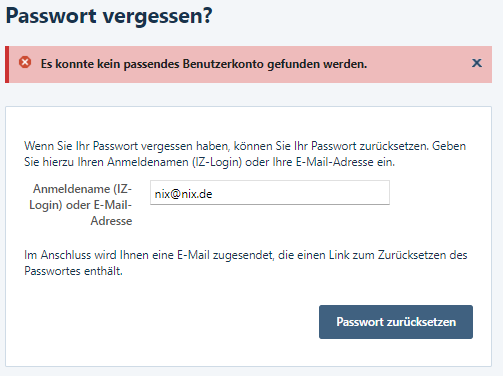 Passwort vergessen?
Es konnte kein passendes Benutzerkonto gefunden werden.
Wenn Sie Ihr Passwort vergessen haben, können Sie Ihr Passwort zurücksetzen. Geben
Sie hierzu Ihren Anmeldenamen (IZ-Login) oder Ihre E-Mail-Adresse ein.
Anmeldename (IZ-
Login) oder E-Mail-
Adresse
nix@nix.de
Im Anschluss wird Ihnen eine E-Mail zugesendet, die einen Link zum Zurücksetzen des
Passwortes enthält.
Passwort zurücksetzen